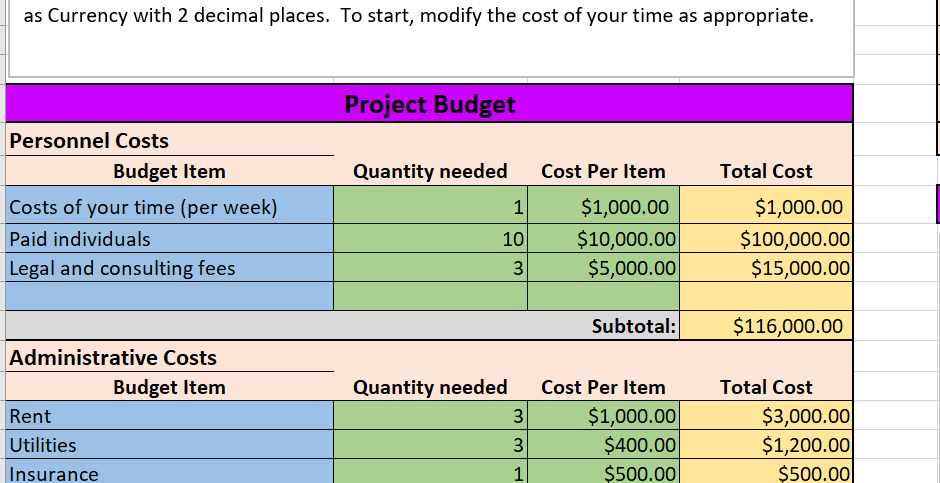 as Currency with 2 decimal places.  To start, modify the cost of your time as appropriate.
Project Budget
Personnel Costs
Budget Item Quantity needed Cost Per Item Total Cost
Costs of your time (per week) 1 $1,000.00 $1,000.00
Paid individuals 10 $10,000.00 $100,000.00
Legal and consulting fees 3 $5,000.00 $15,000.00
Subtotal: $116,000.00
Administrative Costs
Budget Item Quantity needed Cost Per Item Total Cost
Rent 3 $1,000.00 $3,000.00
Utilities 3 $400.00 $1,200.00
Insurance 1 $500.00 $500.00